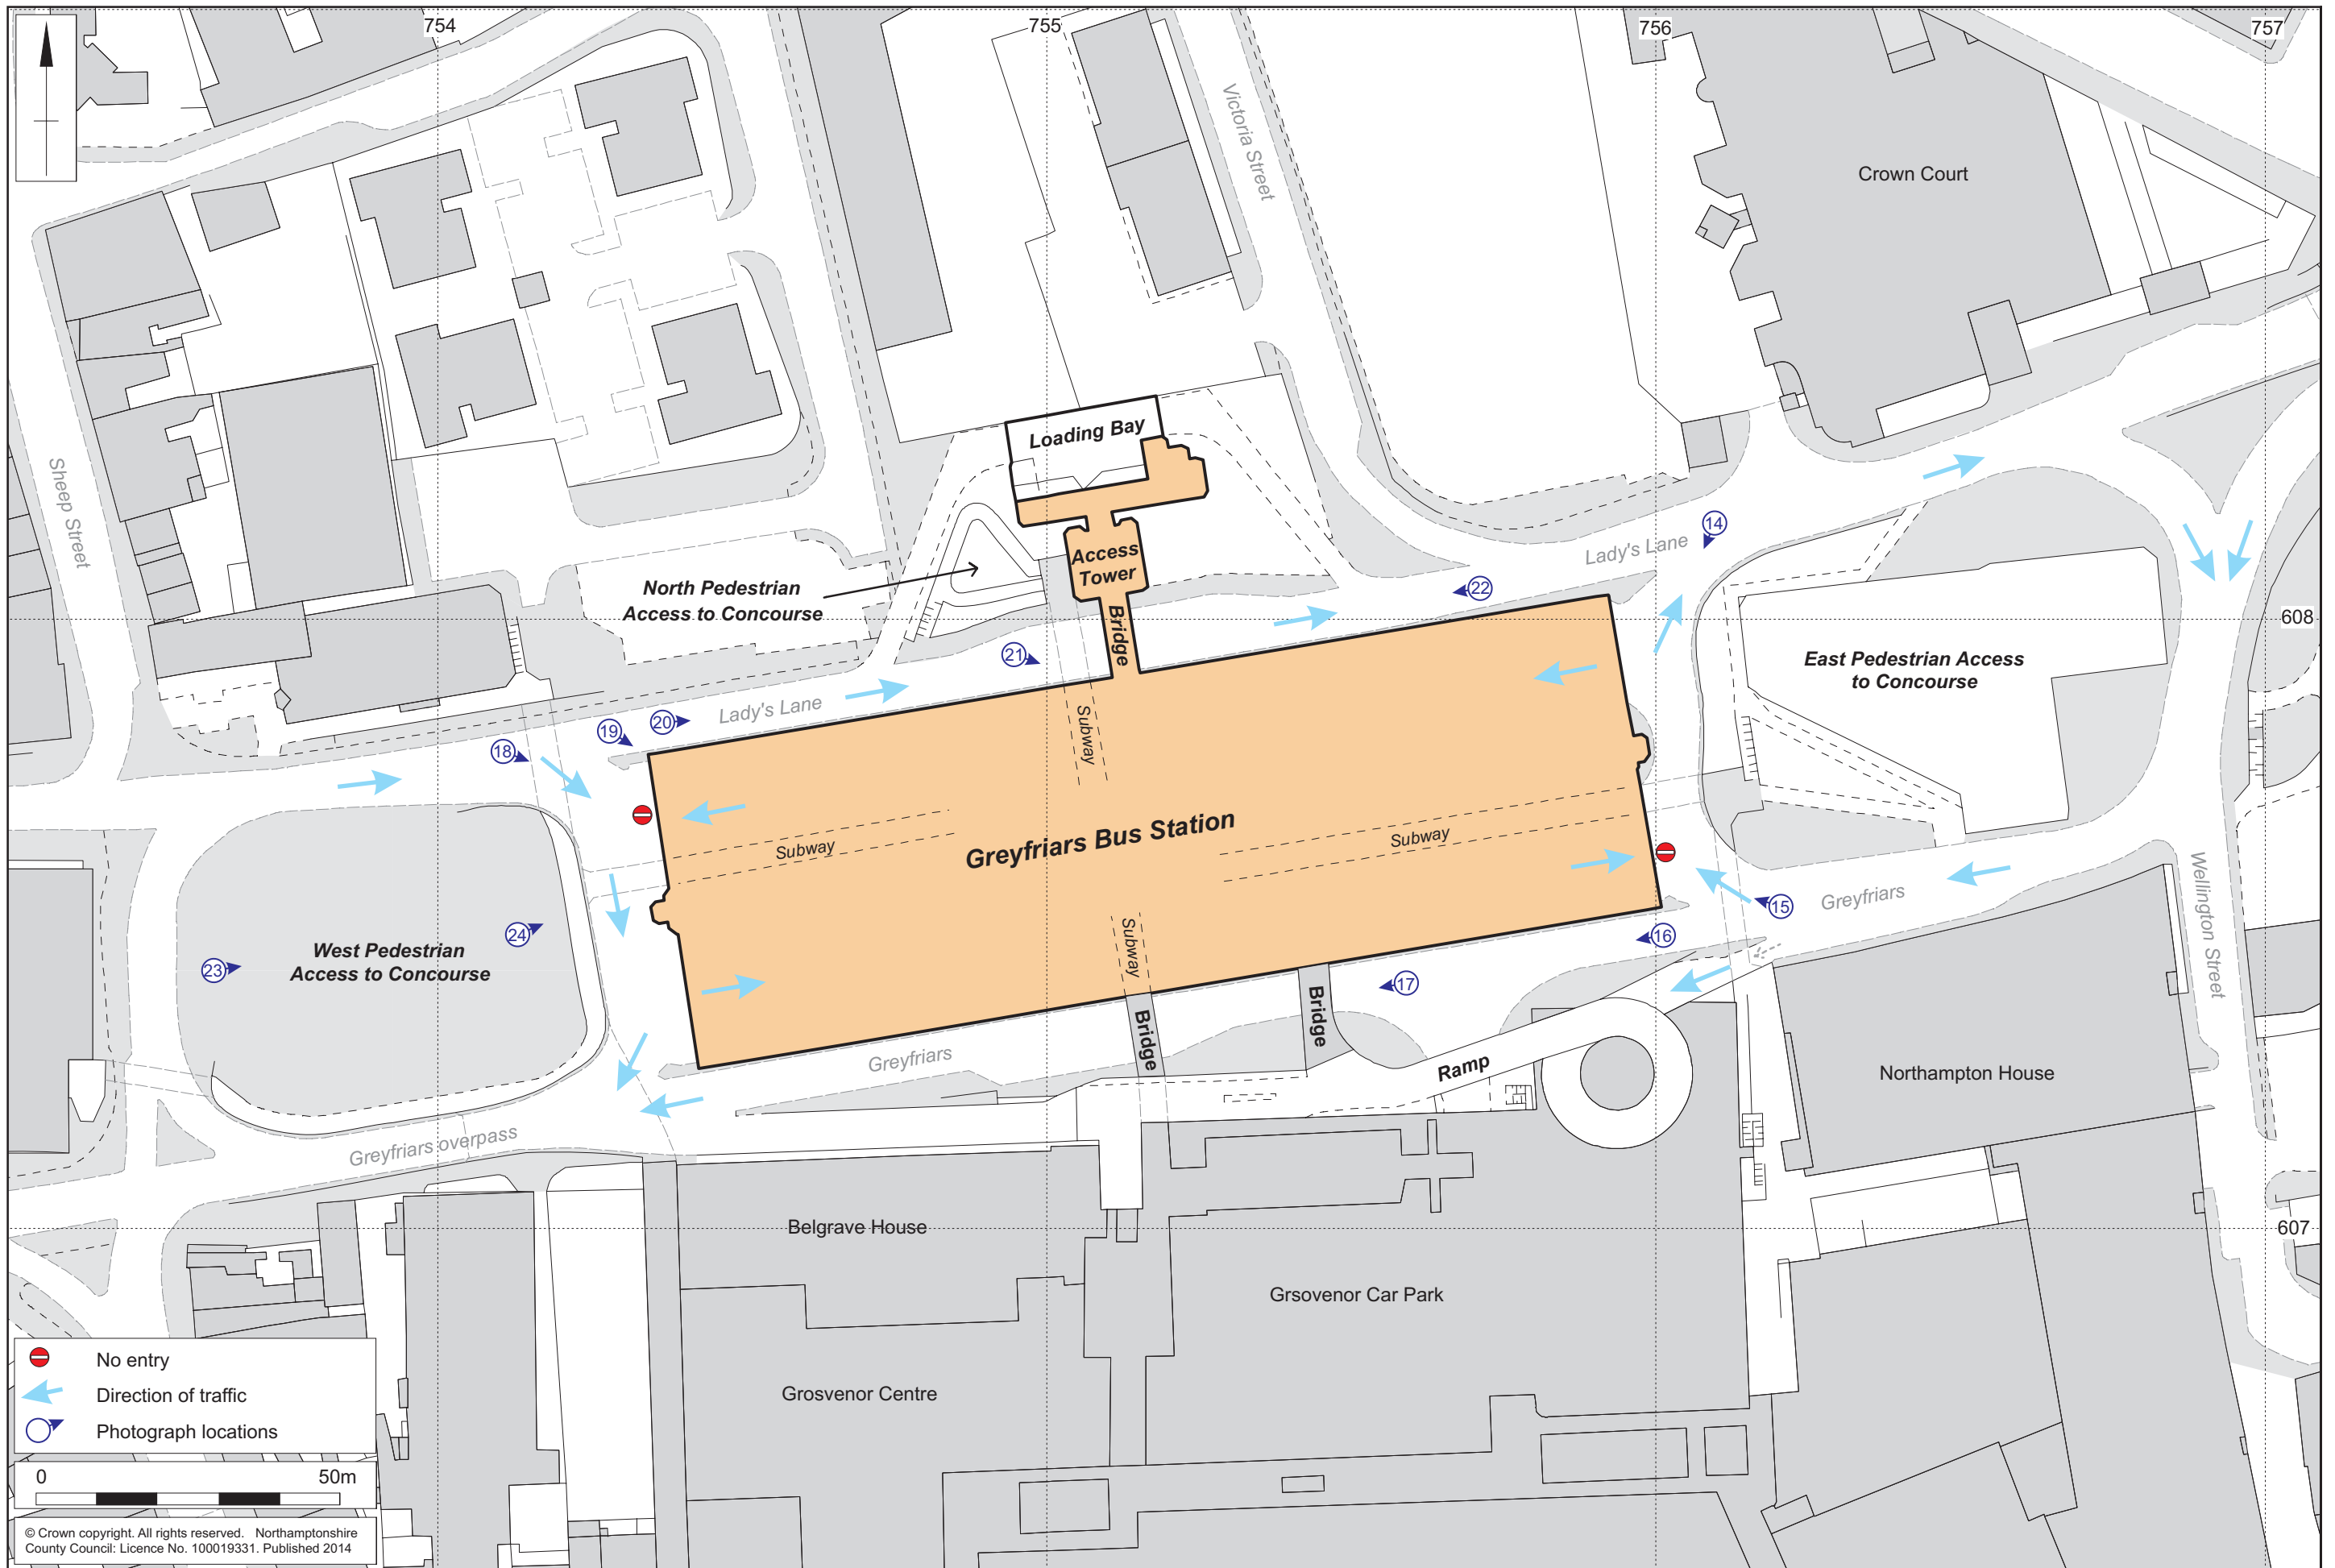 754
755
756
757
Victoria Street
Crown Court
Sheep Street
Loading Bay
14
Lady's Lane
Access
Tower
North Pedestrian
Access to Concourse
22
608
Bridge
21
East Pedestrian Access
to Concourse
Lady's Lane
20
19
18
Subway
Greyfriars Bus Station
Subway
Subway
Wellington Street
Greyfriars
15
16
24
West Pedestrian
Access to Concourse
23
Subway
17
Bridge
Bridge
Greyfriars
Ramp
Northampton House
Greyfriars overpass
Belgrave House
607
Grsovenor Car Park
Grosvenor Centre
No entry
Direction of traffic
Photograph locations
0 50m
© Crown copyright. All rights reserved. Northamptonshire
County Council: Licence No. 100019331. Published 2014